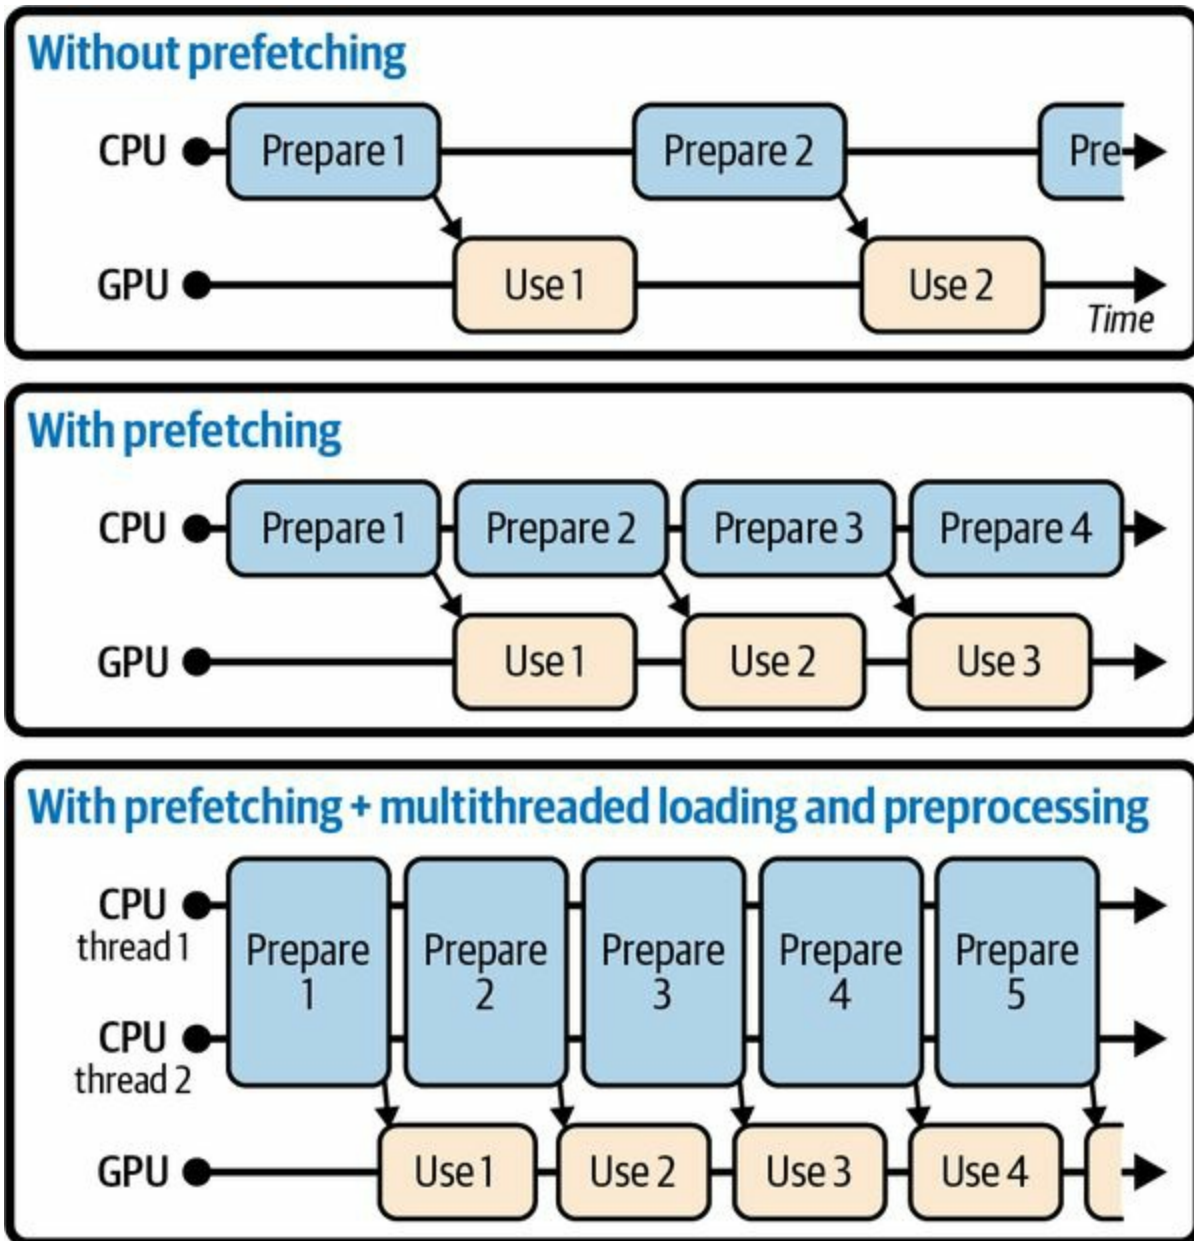 Without prefetching
CPU Prepare 1 Prepare 2 Pre
GPU Use 1 Use 2
Time
With prefetching
CPU Prepare 1 Prepare 2 Prepare 3 Prepare 4
GPU Use 1 Use 2 Use 3
With prefetching + multithreaded loading and preprocessing
CPU
thread 1
Prepare Prepare Prepare Prepare Prepare
1 2 3 4 5
CPU
thread 2
GPU Use 1 Use 2 Use 3 Use 4